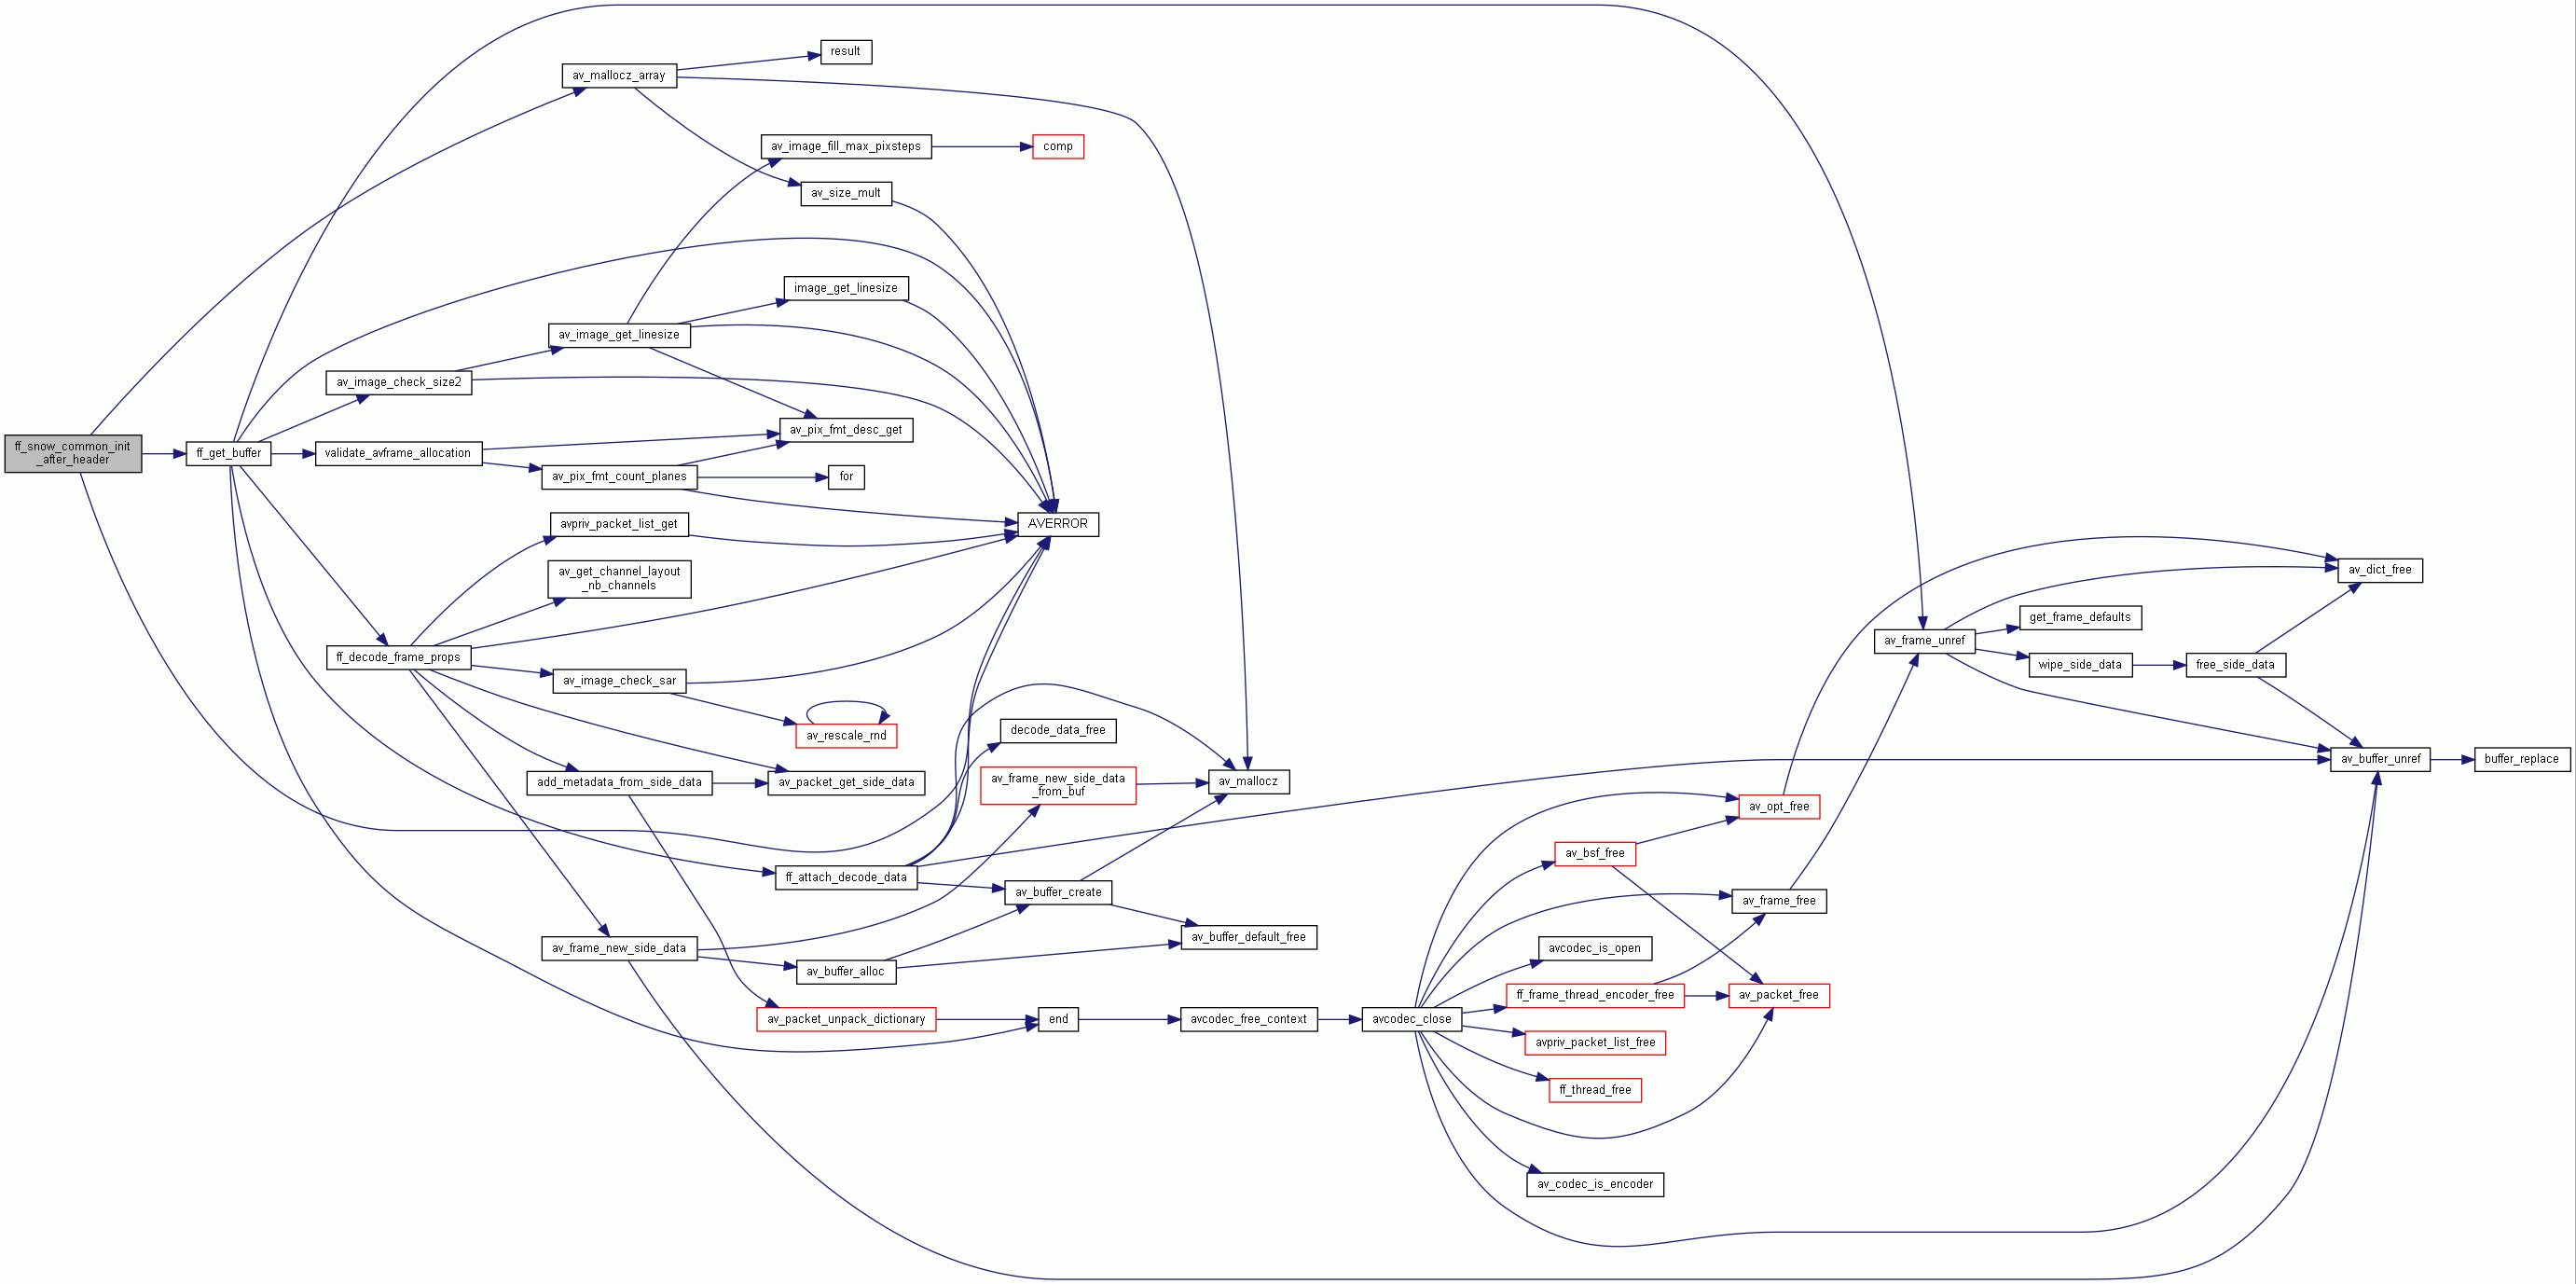 result
av_mallocz_array
av_image_fill_max_pixsteps
comp
av_size_mult
image_get_linesize
av_image_get_linesize
av_image_check_size2
av_pix_fmt_desc_get
ff_snow_common_init
_after_header
ff_get_buffer
validate_avframe_allocation
av_pix_fmt_count_planes
for
avpriv_packet_list_get
AVERROR
av_get_channel_layout
_nb_channels
av_dict_free
get_frame_defaults
av_frame_unref
ff_decode_frame_props
wipe_side_data
free_side_data
av_image_check_sar
av_rescale_rnd
decode_data_free
av_buffer_unref
buffer_replace
add_metadata_from_side_data
av_packet_get_side_data
av_frame_new_side_data
_from_buf
av_mallocz
av_opt_free
av_bsf_free
ff_attach_decode_data
av_buffer_create
av_frame_free
av_buffer_default_free
av_frame_new_side_data
avcodec_is_open
av_buffer_alloc
ff_frame_thread_encoder_free
av_packet_free
av_packet_unpack_dictionary
end
avcodec_free_context
avcodec_close
avpriv_packet_list_free
ff_thread_free
av_codec_is_encoder